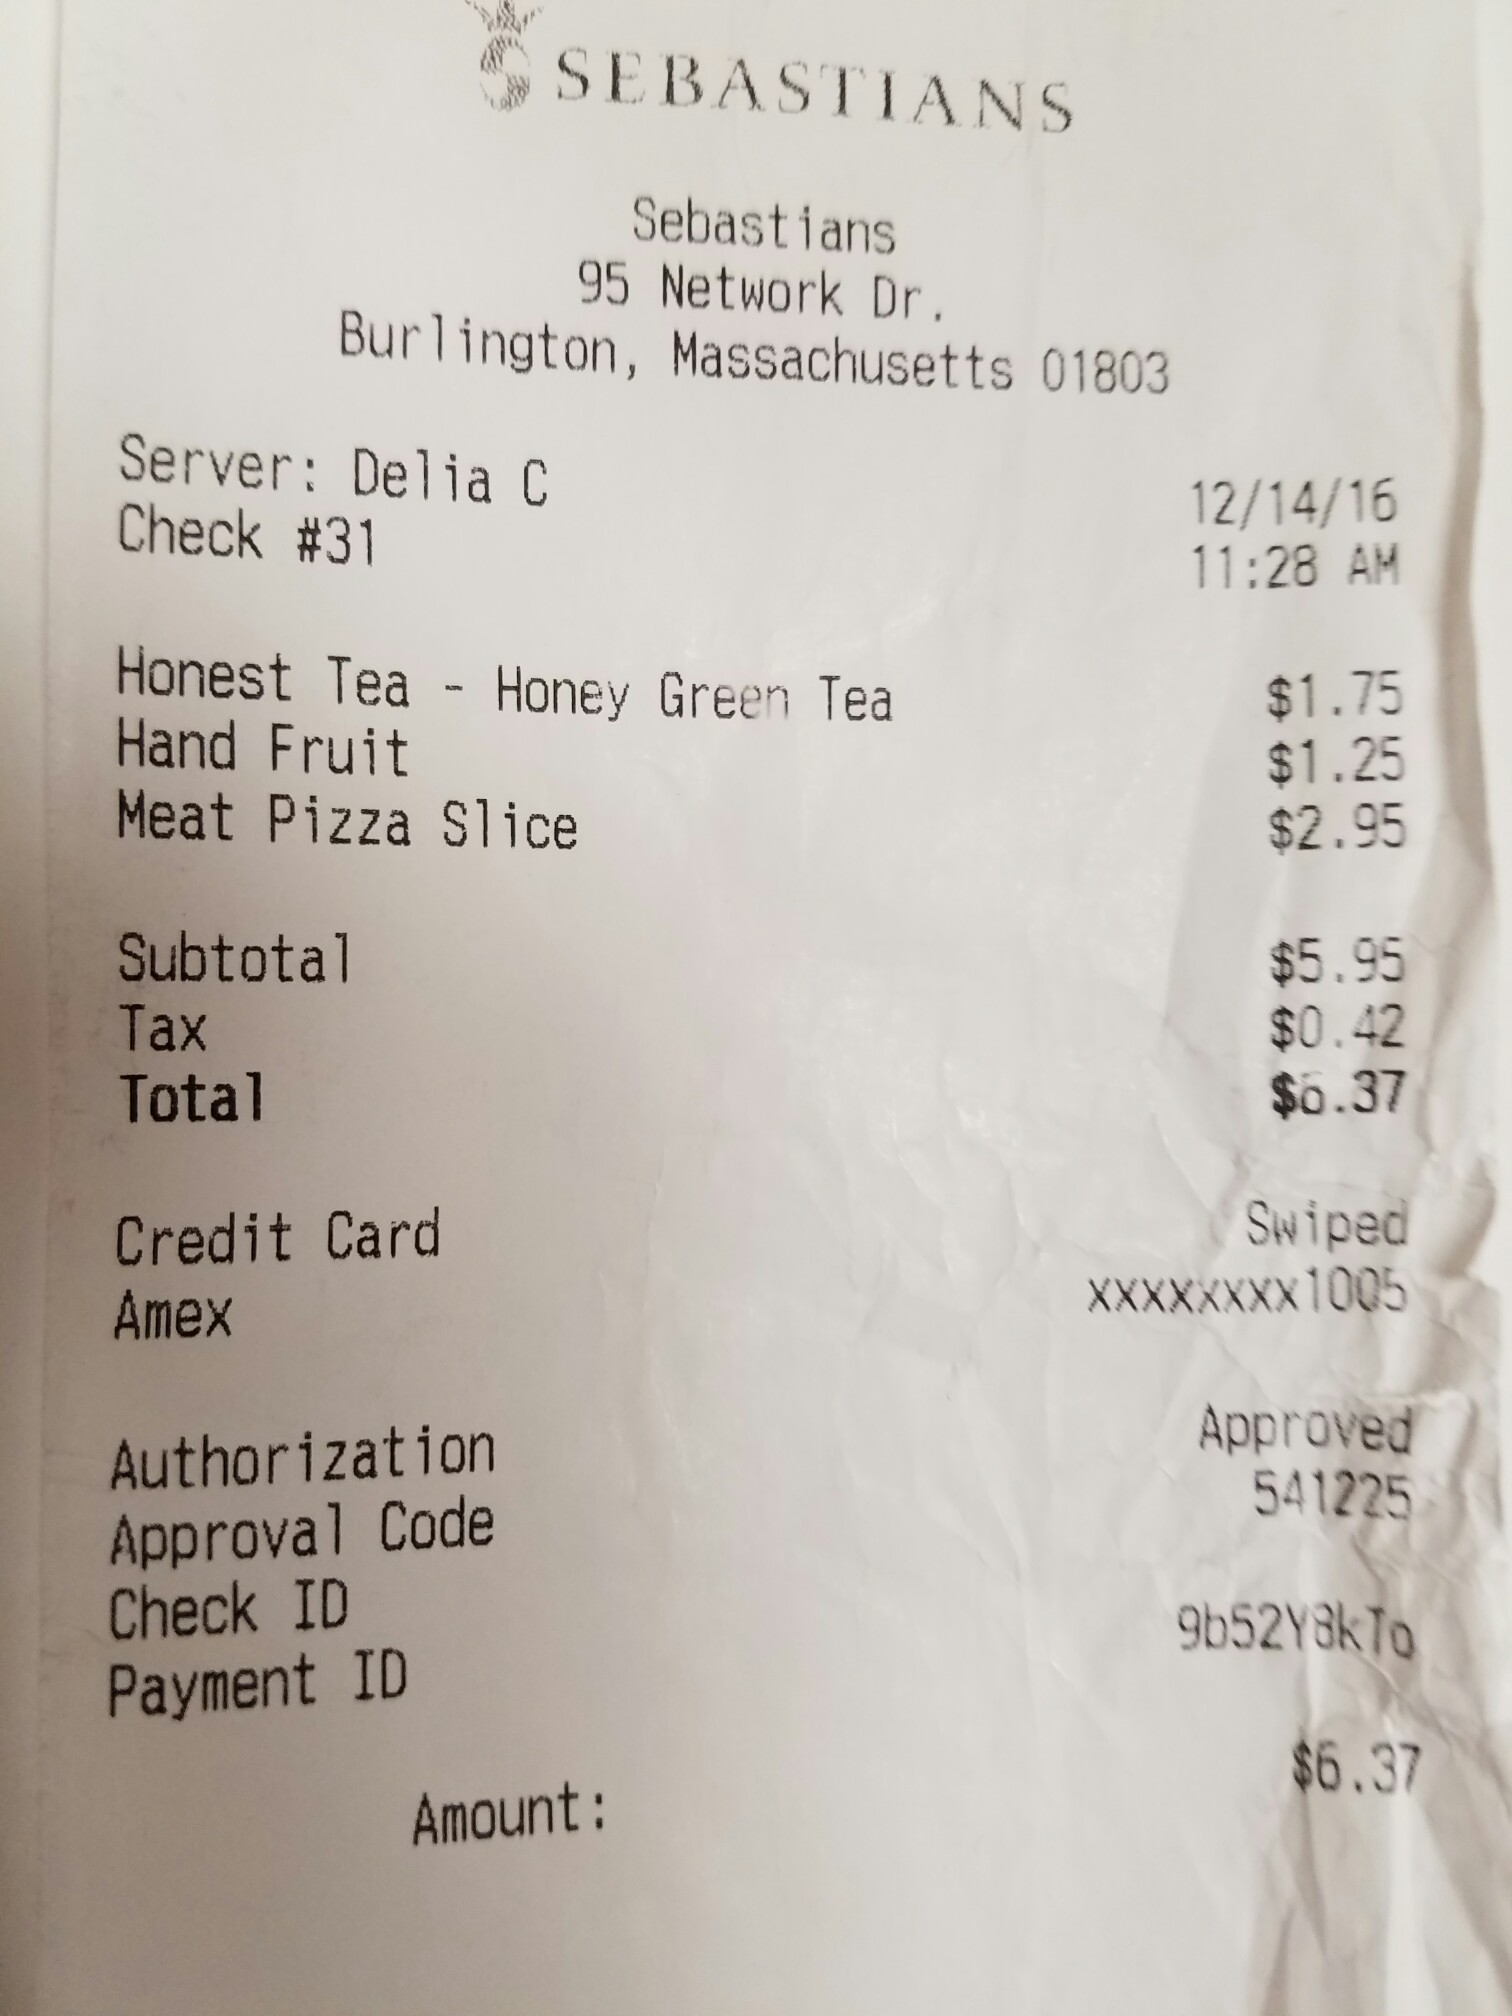 SEBASTIANS
Sebastians
95 Network Dr.
Burlington, Massachusetts 01803
Server: Delia C 12/14/16
Check #31 11:28 AM
Honest Tea - Honey Green Tea $1.75
Hand Fruit $1.25
Meat Pizza Slice $2.95
Subtotal $5.95
Tax $0.42
Total $6.37
Credit Card Swiped
Amex xxxxxxxx1005
Authorization Approved
Approval Code 541225
Check ID
Payment ID 9b52Y8kTo
Amount: $6.37